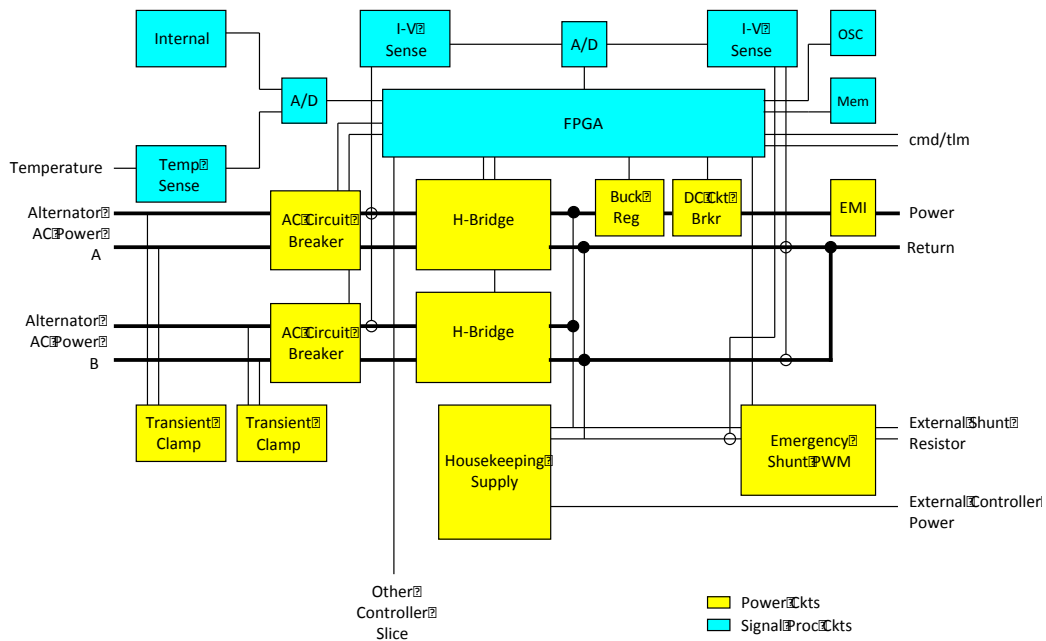 Internal
I-V
Sense
A/D
I-V
Sense
OSC
A/D
Mem
FPGA
cmd/tlm
Temperature
Temp
Sense
Alternator
AC Power
A
AC Circuit
Breaker
H-Bridge
Buck
Reg
DC Ckt
Brkr
EMI
Power
Return
Alternator
AC Power
B
AC Circuit
Breaker
H-Bridge
Transient
Clamp
Transient
Clamp
Housekeeping
Supply
Emergency
Shunt PWM
External Shunt
Resistor
External Controller
Power
Other
Controller
Slice
Power Ckts
Signal Proc Ckts